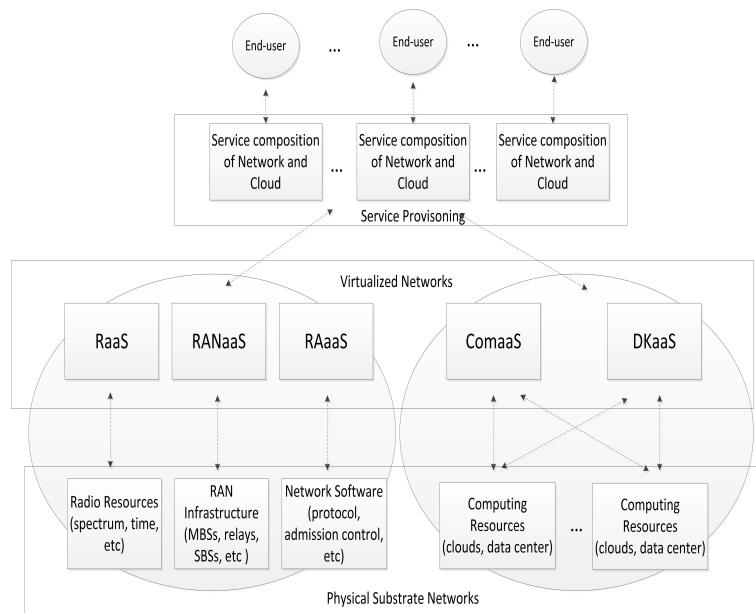 End-user
...
End-user
...
End-user
Service composition
of Network and
Cloud
...
Service composition
of Network and
Cloud
...
Service composition
of Network and
Cloud
Service Provisoning
Virtualized Networks
RaaS
RANaaS
RAaaS
ComaaS
DKaaS
Radio Resources
(spectrum, time,
etc)
RAN
Infrastructure
(MBSs, relays,
SBSs, etc )
Network Software
(protocol,
admission control,
etc)
Computing
Resources
(clouds, data center)
...
Computing
Resources
(clouds, data center)
Physical Substrate Networks